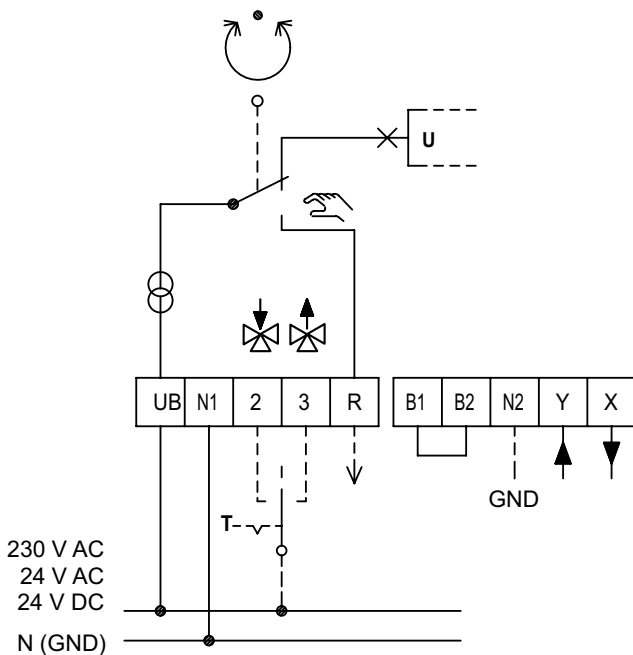 U
UB N1 2 3 R B1 B2 N2 Y X
GND
T
230 V AC
24 V AC
24 V DC
N (GND)